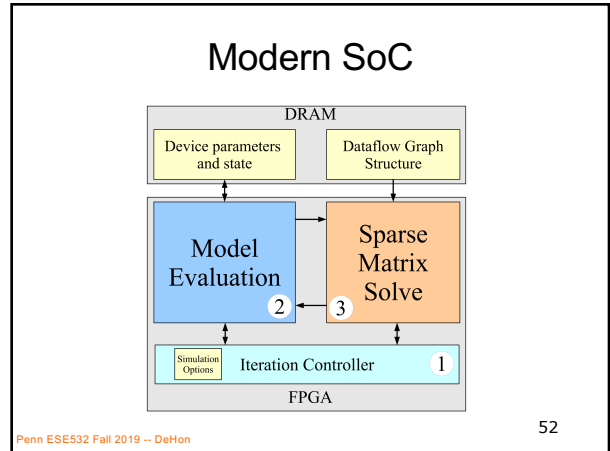 Modern SoC
DRAM
Device parameters
and state
Dataflow Graph
Structure
Model
Evaluation
2
Sparse
Matrix
Solve
3
Simulation
Options
Iteration Controller
1
FPGA
Penn ESE532 Fall 2019 -- DeHon
52